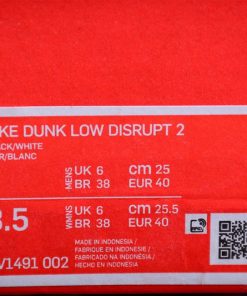 KE DUNK LOW DISRUPT 2
ACK/WHITE
R/BLANC
MENS UK 6 cm 25
BR 38 EUR 40
8.5 WMNS UK 6 cm 25.5
BR 38 EUR 40
MADE IN INDONESIA /
FABRIQUE EN INDONESIE /
FABRICADO NA INDONESIA /
HECHO EN INDONESIA
V1491 002